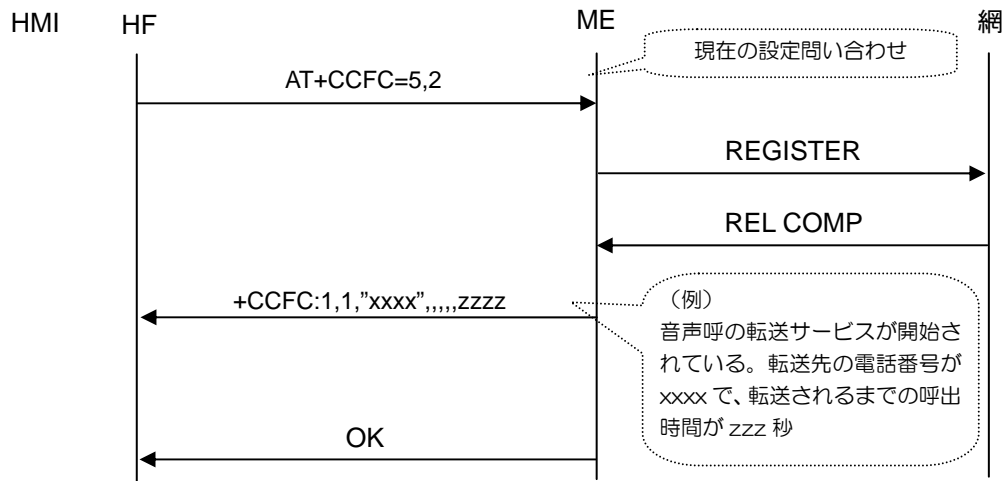 HMI HF ME 網
現在の設定問い合わせ
AT+CCFC=5,2
REGISTER
REL COMP
+CCFC:1,1,”xxxx”,,,,,zzzz
(例)
音声呼の転送サービスが開始さ
れている。転送先の電話番号が
xxxx で、転送されるまでの呼出
時間が zzz 秒
OK